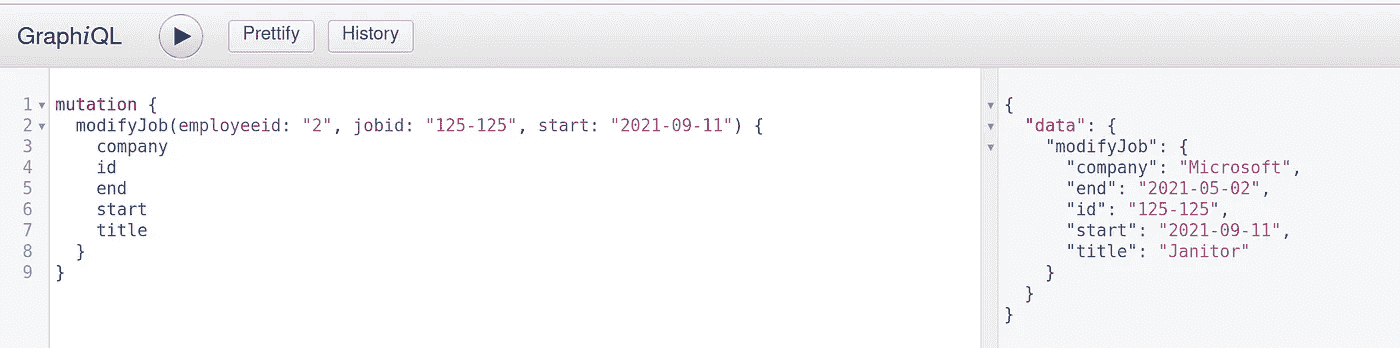 GraphiQL Prettify History
1 mutation {
2 modifyJob(employeeid: "2", jobid: "125-125", start: "2021-09-11") {
3 company
4 id
5 end
6 start
7 title
8 }
9 }
{
"data": {
"modifyJob": {
"company": "Microsoft",
"end": "2021-05-02",
"id": "125-125",
"start": "2021-09-11",
"title": "Janitor"
}
}
}